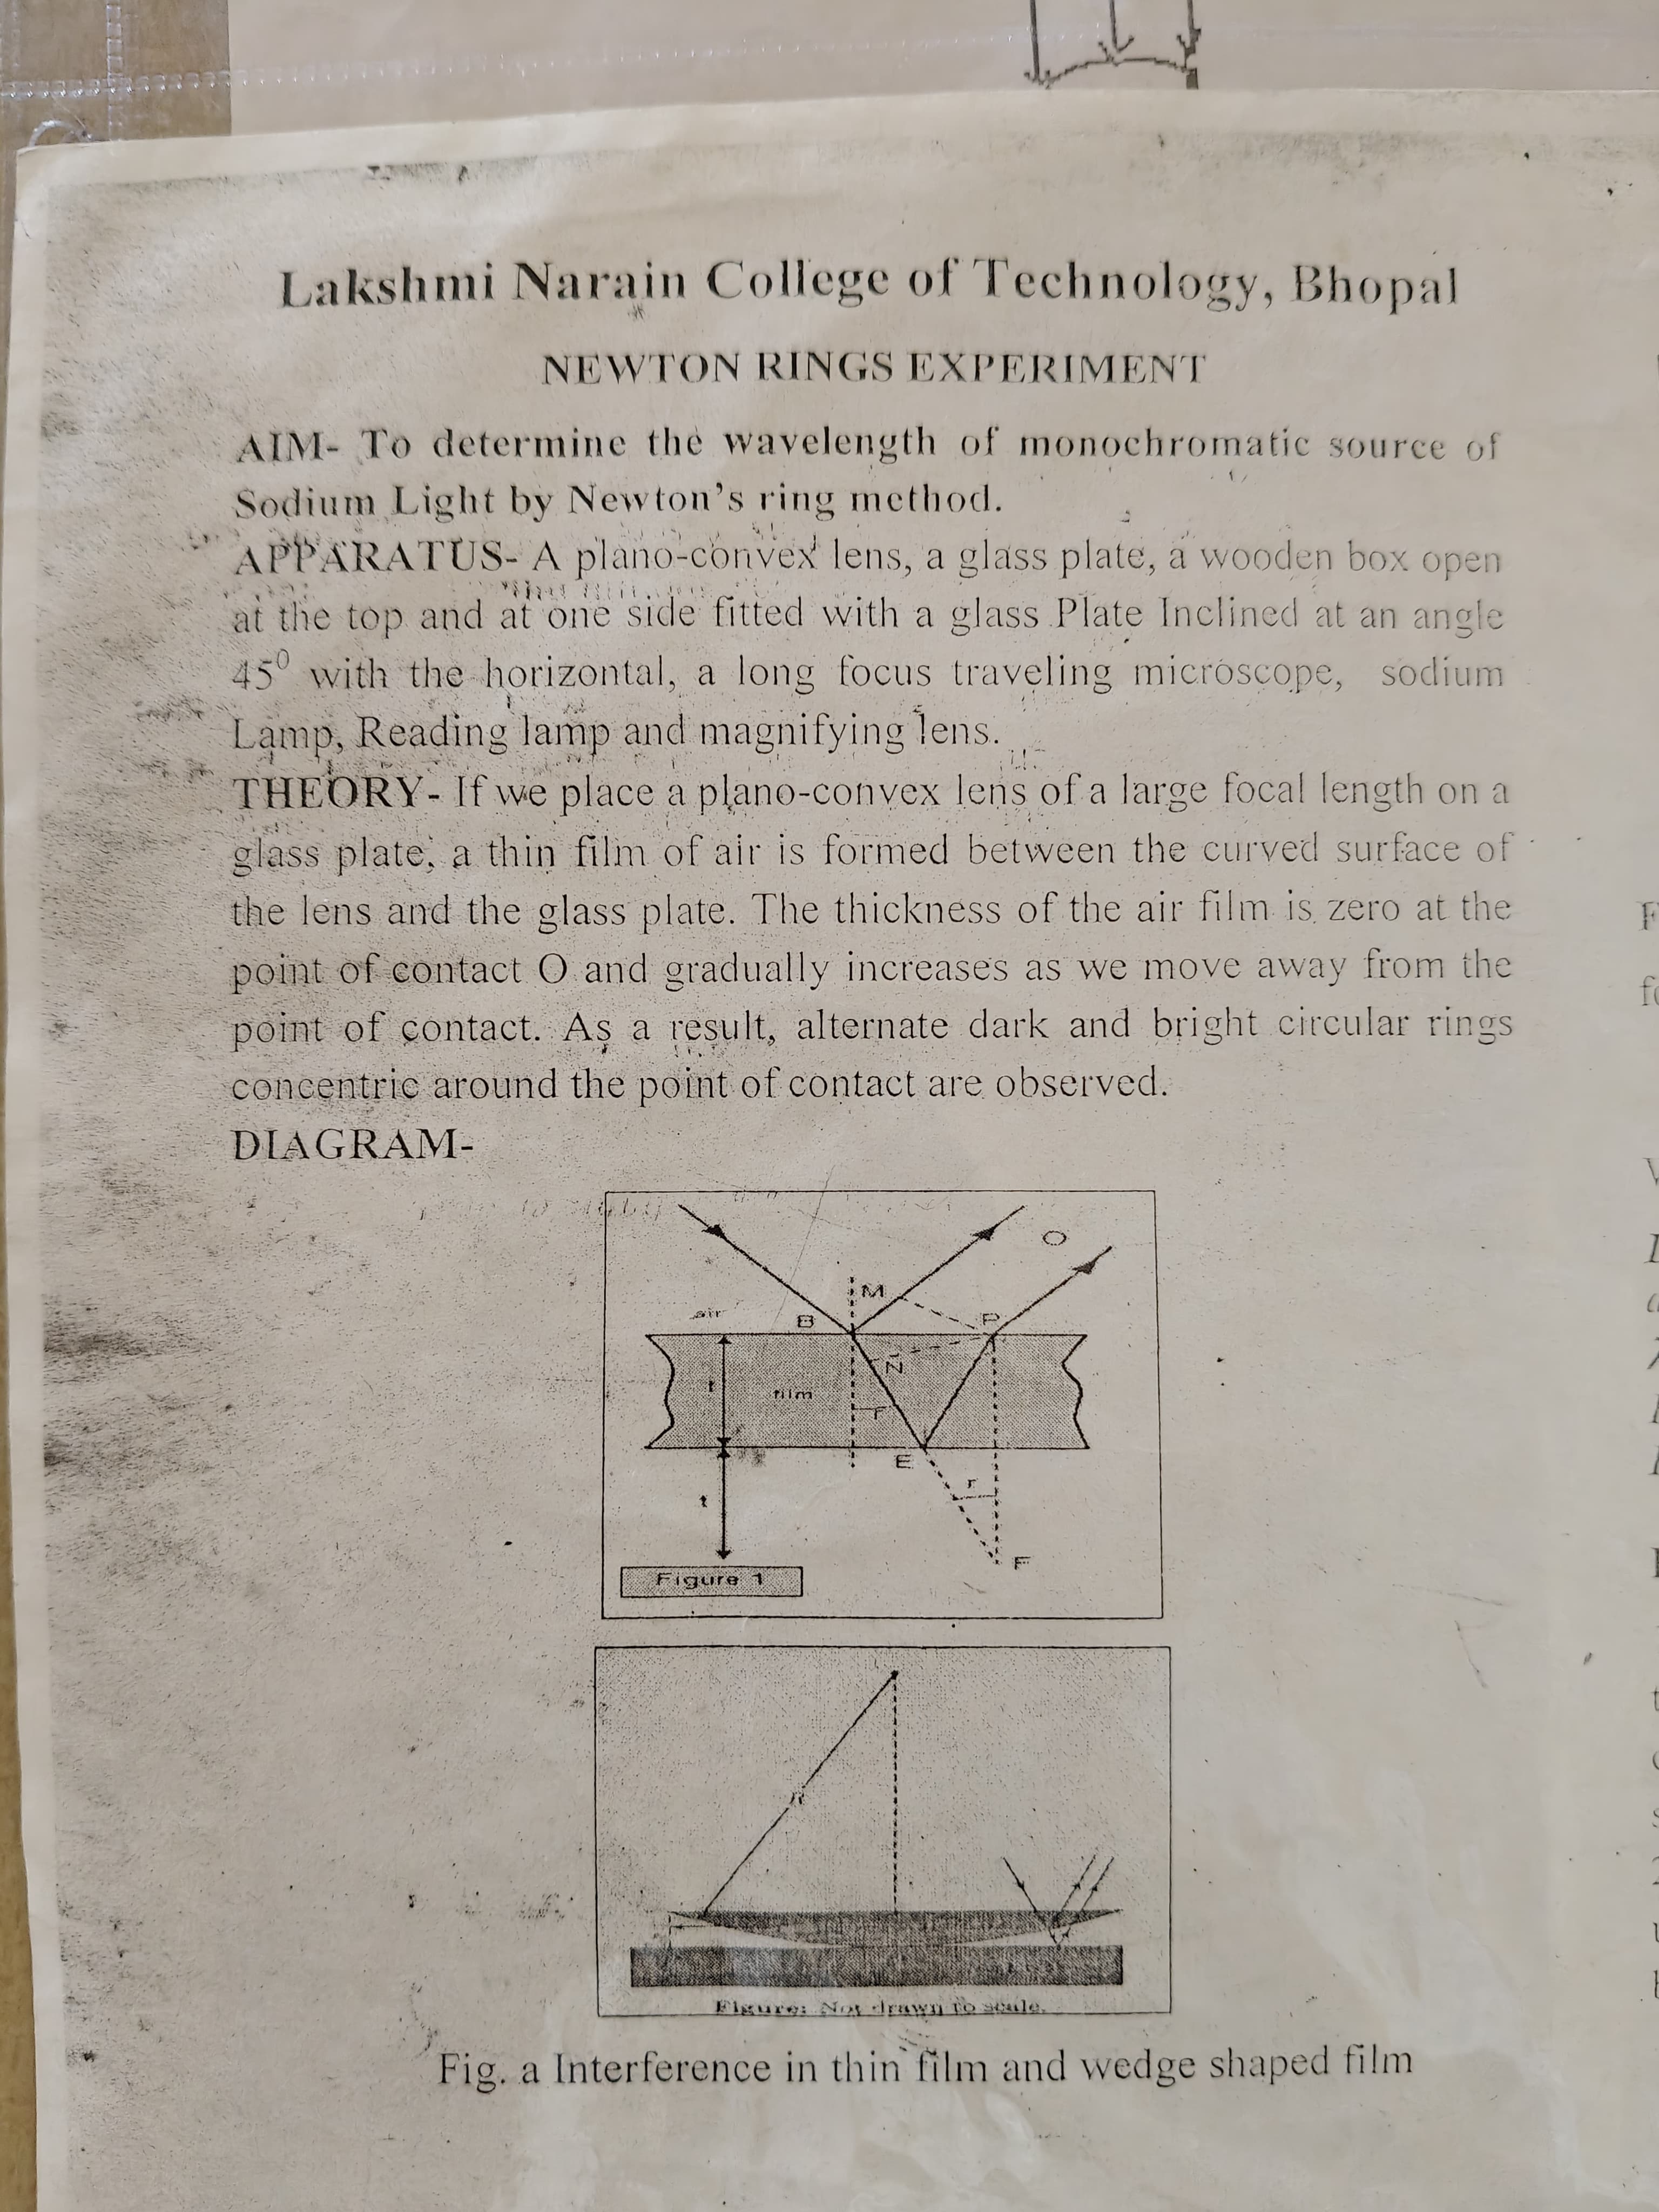 Lakshmi Narain College of Technology, Bhopal
NEWTON RINGS EXPERIMENT
AIM- To determine the wavelength of monochromatic source of
Sodium Light by Newton's ring method.
APPARATUS- A plano-convex lens, a glass plate, a wooden box open
at the top and at one side fitted with a glass Plate Inclined at an angle
45⁰ with the horizontal, a long focus traveling microscope, sodium
Lamp, Reading lamp and magnifying lens.
THEORY- If we place a plano-convex lens of a large focal length on a
glass plate, a thin film of air is formed between the curved surface of
the lens and the glass plate. The thickness of the air film is zero at the
point of contact O and gradually increases as we move away from the
point of contact. As a result, alternate dark and bright circular rings
concentric around the point of contact are observed.
DIAGRAM-
O
M
air
B
P
N
t
film
r
E
r
t
F
Figure 1
R
Figure: Not drawn to scale.
Fig. a Interference in thin film and wedge shaped film